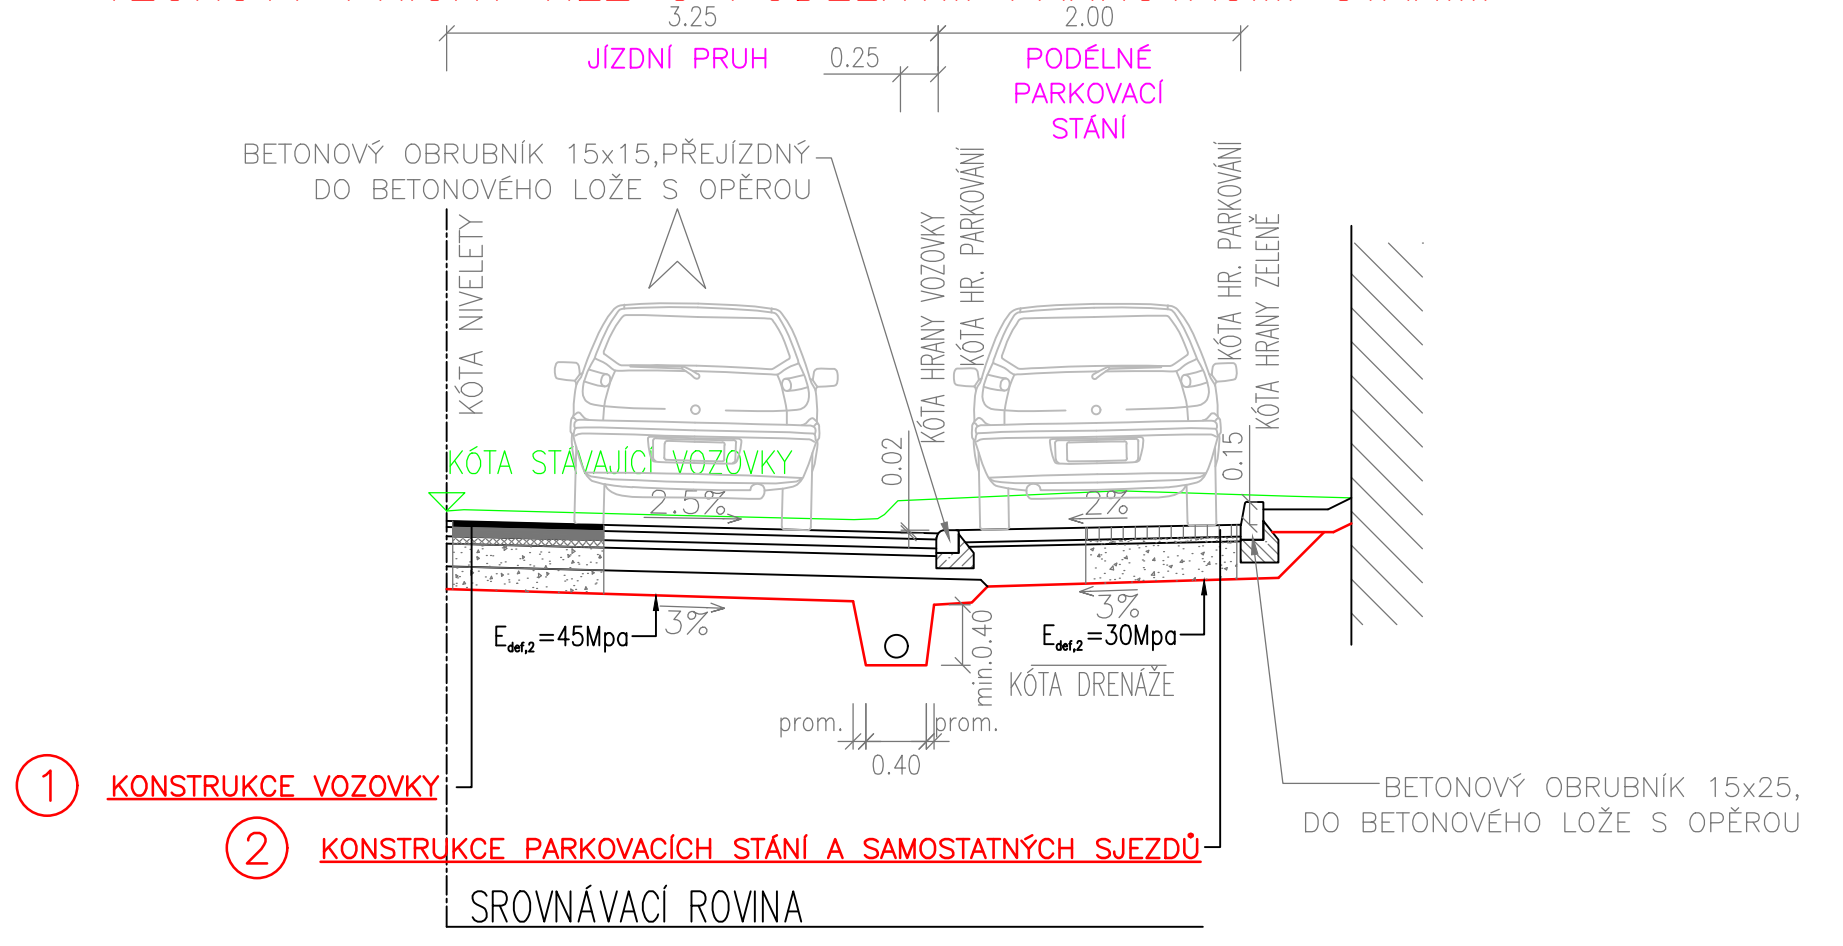 3.25
2.00
JÍZDNÍ PRUH
0.25
PODÉLNÉ
PARKOVACÍ
STÁNÍ
BETONOVÝ OBRUBNÍK 15x15,PŘEJÍZDNÝ
DO BETONOVÉHO LOŽE S OPĚROU
KÓTA NIVELETY
KÓTA HRANY VOZOVKY
KÓTA HR. PARKOVÁNÍ
KÓTA HR. PARKOVÁNÍ
KÓTA HRANY ZELENĚ
KÓTA STÁVAJÍCÍ VOZOVKY
0.02
0.15
2.5%
2%
3%
3%
Edef,2=45Mpa
Edef,2=30Mpa
min.0.40
KÓTA DRENÁŽE
prom.
prom.
0.40
1 KONSTRUKCE VOZOVKY
BETONOVÝ OBRUBNÍK 15x25,
DO BETONOVÉHO LOŽE S OPĚROU
2 KONSTRUKCE PARKOVACÍCH STÁNÍ A SAMOSTATNÝCH SJEZDŮ
SROVNÁVACÍ ROVINA